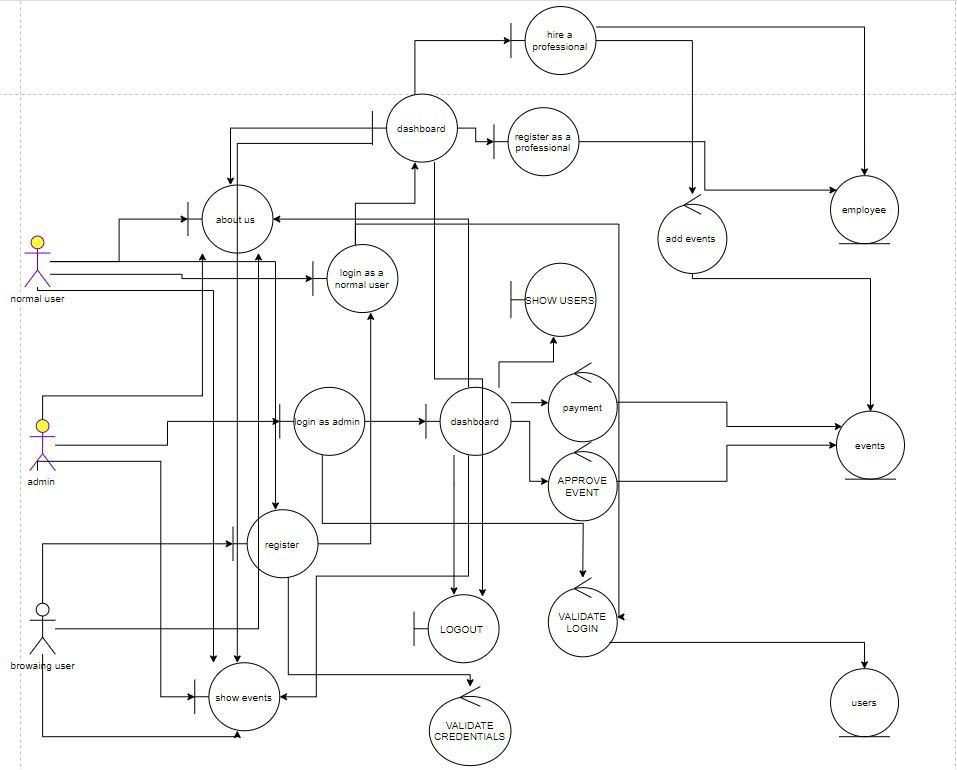 hire a
professional
dashboard
register as a
professional
employee
about us
add events
login as a
normal user
normal user
SHOW USERS
payment
login as admin
dashboard
events
admin
APPROVE
EVENT
register
VALIDATE
LOGIN
LOGOUT
browaing user
show events
users
VALIDATE
CREDENTIALS